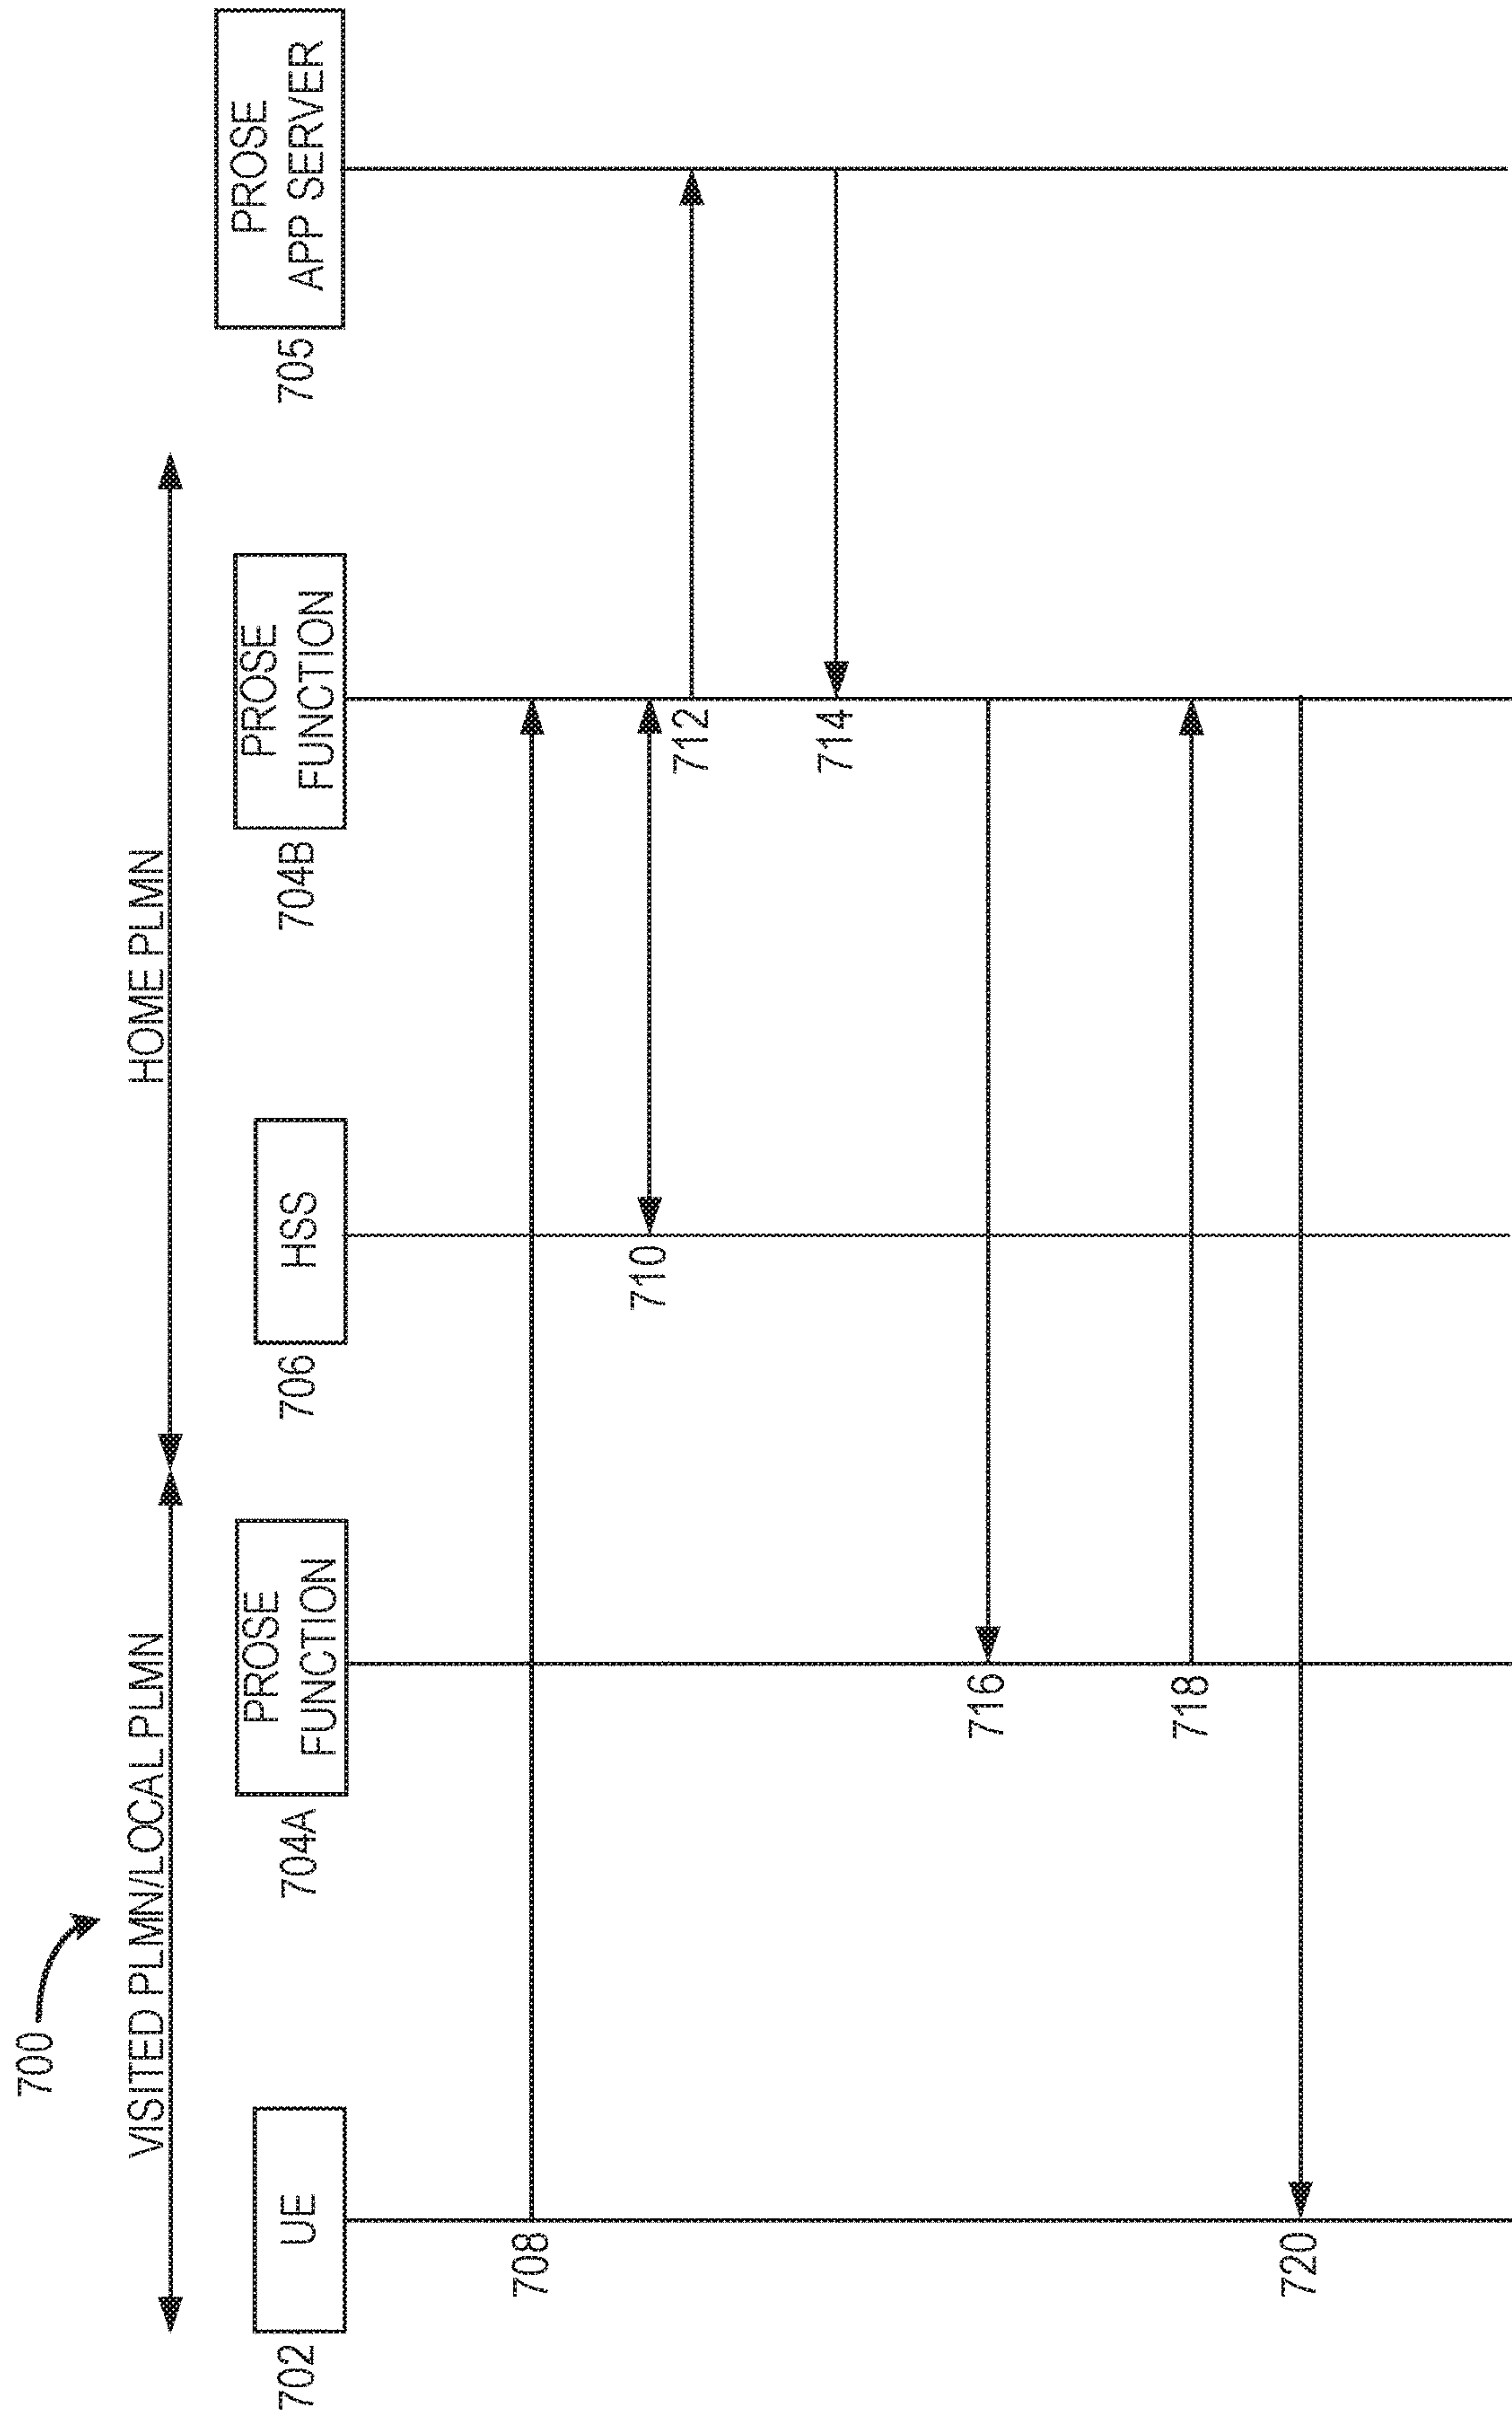 700
VISITED PLMN/LOCAL PLMN
HOME PLMN
702
UE
704A
PROSE
FUNCTION
706
HSS
704B
PROSE
FUNCTION
705
PROSE
APP SERVER
708
710
712
714
716
718
720